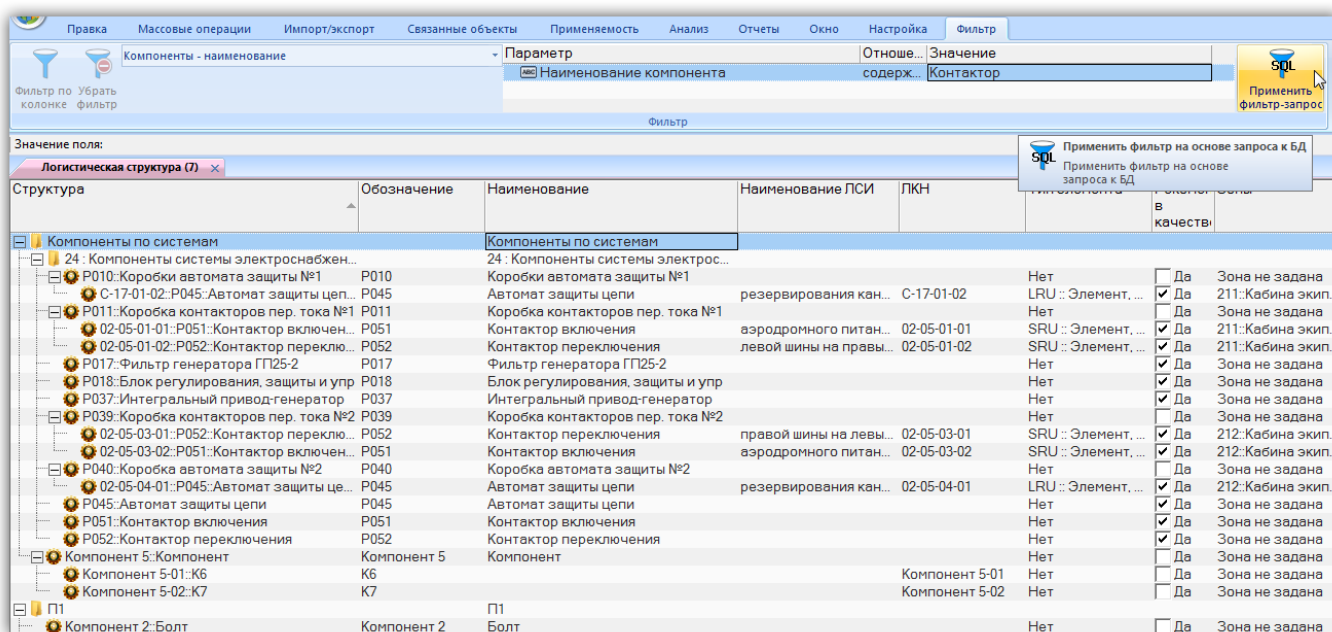 Правка Массовые операции Импорт/экспорт Связанные объекты Применяемость Анализ Отчеты Окно Настройка Фильтр
Компоненты - наименование
Параметр Отноше... Значение
ABC Наименование компонента содерж... Контактор
Фильтр по колонке
Убрать фильтр
SQL
Применить фильтр-запрос
Фильтр
Значение поля:
SQL Применить фильтр на основе запроса к БД
Применить фильтр на основе
запроса к БД
Логистическая структура (7)
Структура Обозначение Наименование Наименование ЛСИ ЛКН
в
качестве
Компоненты по системам Компоненты по системам
24 : Компоненты системы электроснабжен... 24 : Компоненты системы электрос...
P010::Коробки автомата защиты №1 P010 Коробки автомата защиты №1 Нет Да Зона не задана
С-17-01-02::P045::Автомат защиты цеп... P045 Автомат защиты цепи резервирования кан... С-17-01-02 LRU :: Элемент, ... Да 211::Кабина экип.
P011::Коробка контакторов пер. тока №1 P011 Коробка контакторов пер. тока №1 Нет Да Зона не задана
02-05-01-01::P051::Контактор включен... P051 Контактор включения аэродромного питан... 02-05-01-01 SRU :: Элемент, ... Да 211::Кабина экип.
02-05-01-02::P052::Контактор переклю... P052 Контактор переключения левой шины на правы... 02-05-01-02 SRU :: Элемент, ... Да 211::Кабина экип.
P017::Фильтр генератора ГП25-2 P017 Фильтр генератора ГП25-2 Нет Да Зона не задана
P018::Блок регулирования, защиты и упр P018 Блок регулирования, защиты и упр Нет Да Зона не задана
P037::Интегральный привод-генератор P037 Интегральный привод-генератор Нет Да Зона не задана
P039::Коробка контакторов пер. тока №2 P039 Коробка контакторов пер. тока №2 Нет Да Зона не задана
02-05-03-01::P052::Контактор переклю... P052 Контактор переключения правой шины на левы... 02-05-03-01 SRU :: Элемент, ... Да 212::Кабина экип.
02-05-03-02::P051::Контактор включен... P051 Контактор включения аэродромного питан... 02-05-03-02 SRU :: Элемент, ... Да 212::Кабина экип.
P040::Коробка автомата защиты №2 P040 Коробка автомата защиты №2 Нет Да Зона не задана
02-05-04-01::P045::Автомат защиты це... P045 Автомат защиты цепи резервирования кан... 02-05-04-01 LRU :: Элемент, ... Да 212::Кабина экип.
P045::Автомат защиты цепи P045 Автомат защиты цепи Нет Да Зона не задана
P051::Контактор включения P051 Контактор включения Нет Да Зона не задана
P052::Контактор переключения P052 Контактор переключения Нет Да Зона не задана
Компонент 5::Компонент Компонент 5 Компонент Нет Да Зона не задана
Компонент 5-01::К6 К6 Компонент 5-01 Нет Да Зона не задана
Компонент 5-02::К7 К7 Компонент 5-02 Нет Да Зона не задана
П1 П1
Компонент 2::Болт Компонент 2 Болт Нет Да Зона не задана